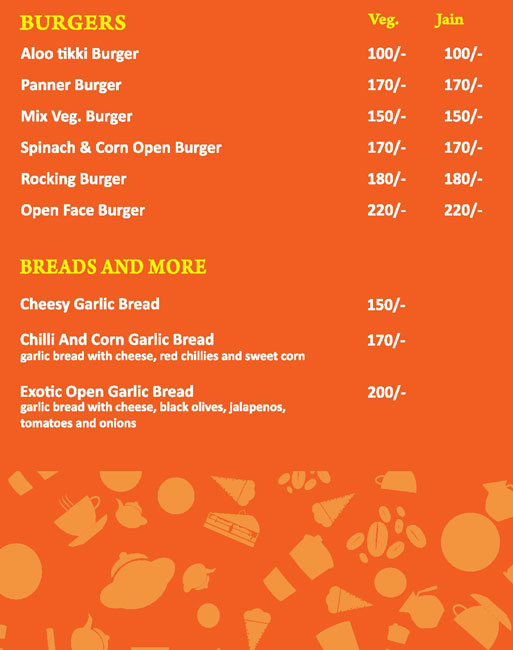 BURGERS Veg. Jain
Aloo tikki Burger 100/- 100/-
Panner Burger 170/- 170/-
Mix Veg. Burger 150/- 150/-
Spinach & Corn Open Burger 170/- 170/-
Rocking Burger 180/- 180/-
Open Face Burger 220/- 220/-
BREADS AND MORE
Cheesy Garlic Bread 150/-
Chilli And Corn Garlic Bread 170/-
garlic bread with cheese, red chillies and sweet corn
Exotic Open Garlic Bread 200/-
garlic bread with cheese, black olives, jalapenos,
tomatoes and onions